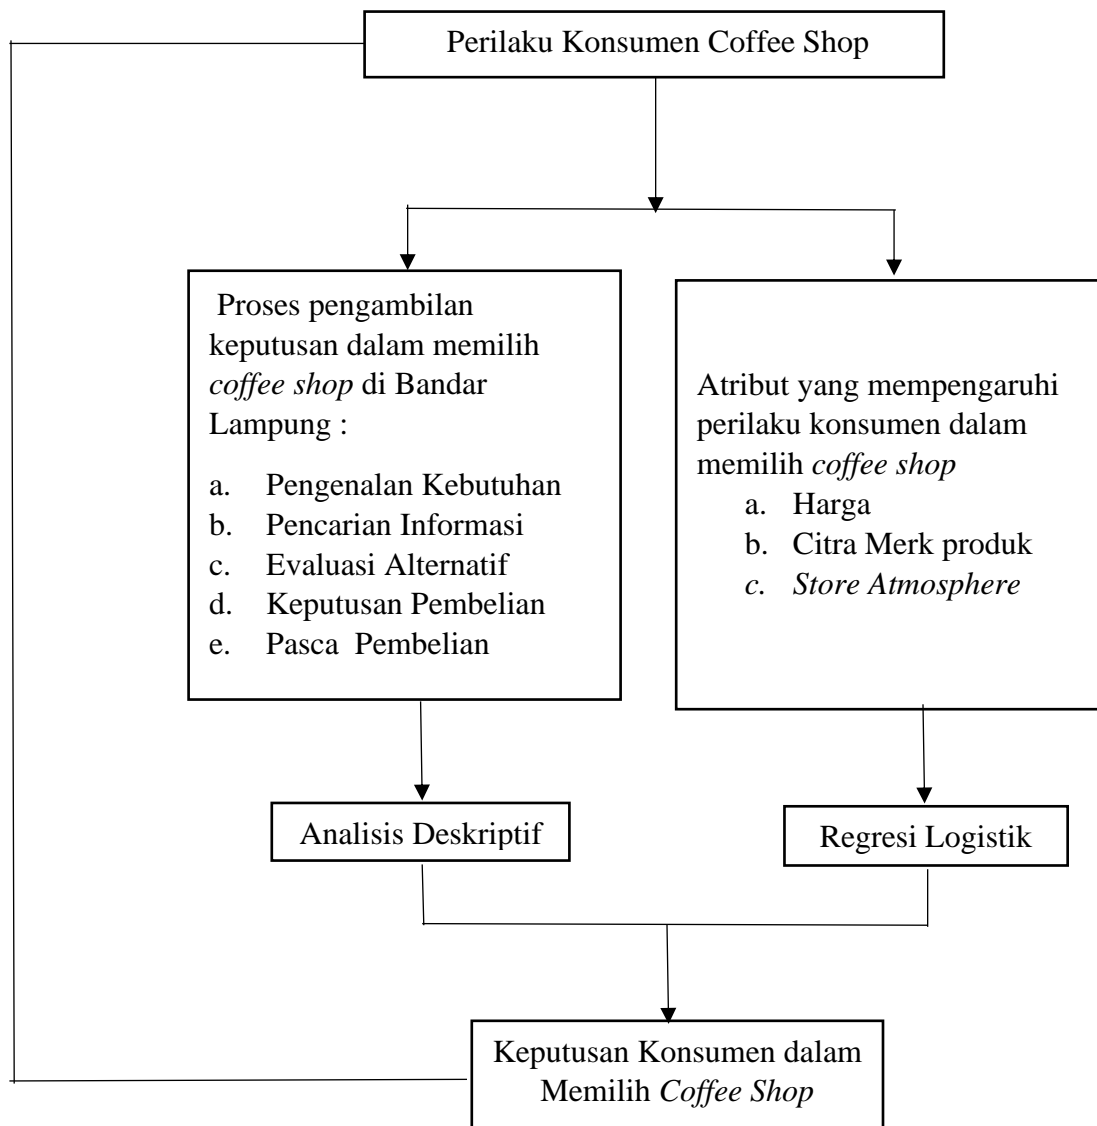 Perilaku Konsumen Coffee Shop
Proses pengambilan
keputusan dalam memilih
coffee shop di Bandar
Lampung :
a. Pengenalan Kebutuhan
b. Pencarian Informasi
c. Evaluasi Alternatif
d. Keputusan Pembelian
e. Pasca Pembelian
Atribut yang mempengaruhi
perilaku konsumen dalam
memilih coffee shop
a. Harga
b. Citra Merk produk
c. Store Atmosphere
Analisis Deskriptif
Regresi Logistik
Keputusan Konsumen dalam
Memilih Coffee Shop